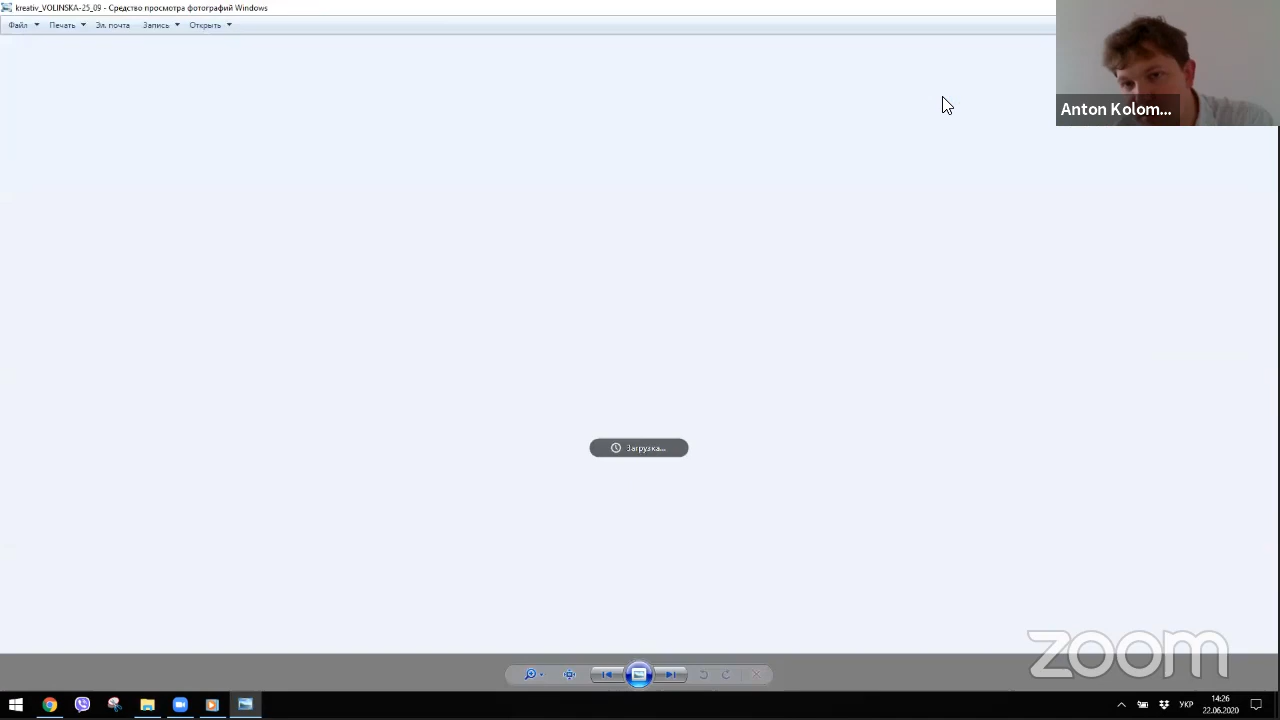 kreativ_VOLINSKA-25_09 - Средство просмотра фотографий Windows
Файл Печать Эл. почта Запись Открыть
Anton Kolom...
Загрузка...
zoom
УКР
14:26
22.06.2020